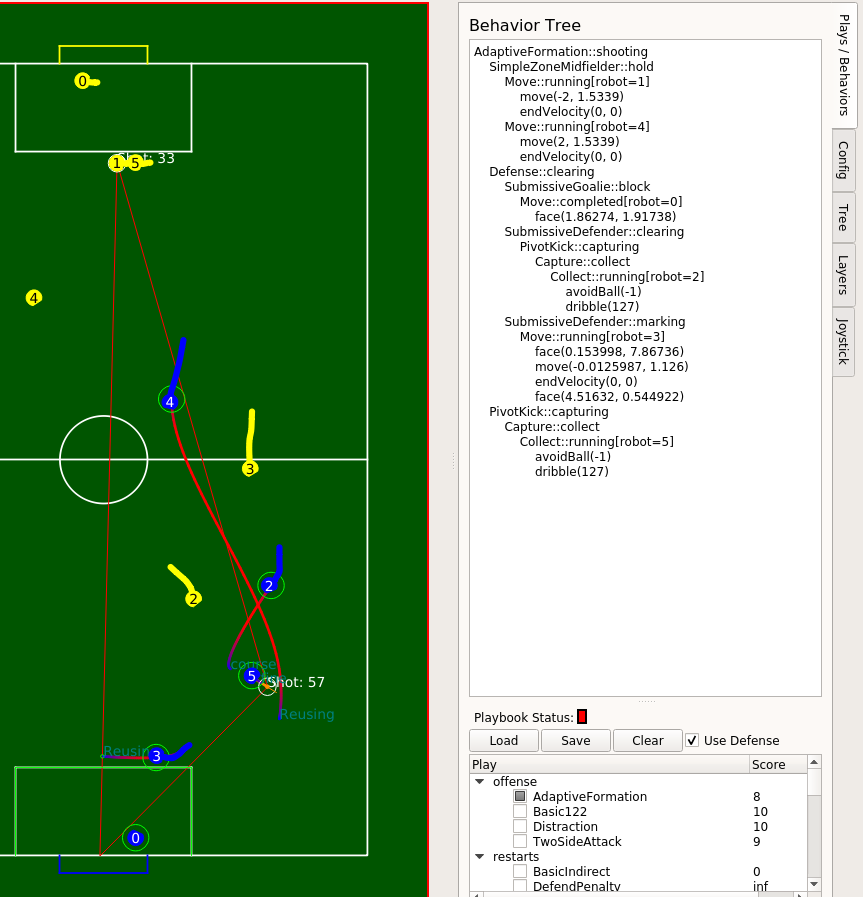 0
Shot: 33
1 5
4
4
3
2
2
course
5
Shot: 57
Reusing
Reusing
3
0
Behavior Tree
AdaptiveFormation::shooting
SimpleZoneMidfielder::hold
Move::running[robot=1]
move(-2, 1.5339)
endVelocity(0, 0)
Move::running[robot=4]
move(2, 1.5339)
endVelocity(0, 0)
Defense::clearing
SubmissiveGoalie::block
Move::completed[robot=0]
face(1.86274, 1.91738)
SubmissiveDefender::clearing
PivotKick::capturing
Capture::collect
Collect::running[robot=2]
avoidBall(-1)
dribble(127)
SubmissiveDefender::marking
Move::running[robot=3]
face(0.153998, 7.86736)
move(-0.0125987, 1.126)
endVelocity(0, 0)
face(4.51632, 0.544922)
PivotKick::capturing
Capture::collect
Collect::running[robot=5]
avoidBall(-1)
dribble(127)
Playbook Status:
Load Save Clear Use Defense
Play Score
offense
AdaptiveFormation 8
Basic122 10
Distraction 10
TwoSideAttack 9
restarts
BasicIndirect 0
DefendPenalty inf
Plays / Behaviors
Config
Tree
Layers
Joystick